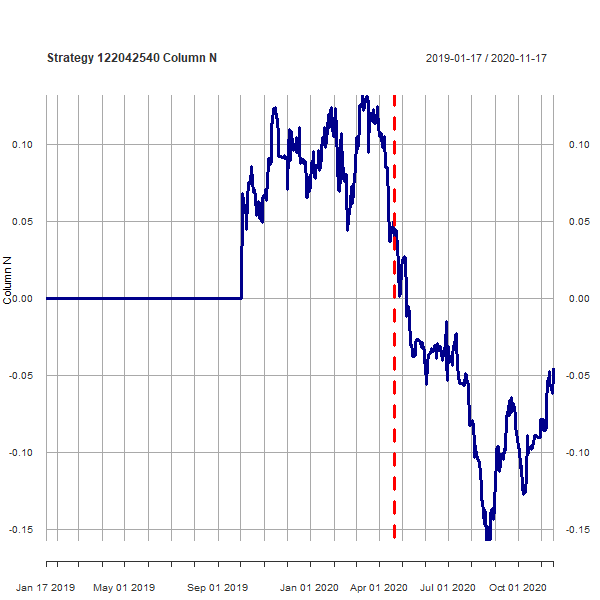 Strategy 122042540 Column N
2019-01-17 / 2020-11-17
0.10 0.10
0.05 0.05
Column N
0.00 0.00
-0.05 -0.05
-0.10 -0.10
-0.15 -0.15
Jan 17 2019 May 01 2019 Sep 01 2019 Jan 01 2020 Apr 01 2020 Jul 01 2020 Oct 01 2020